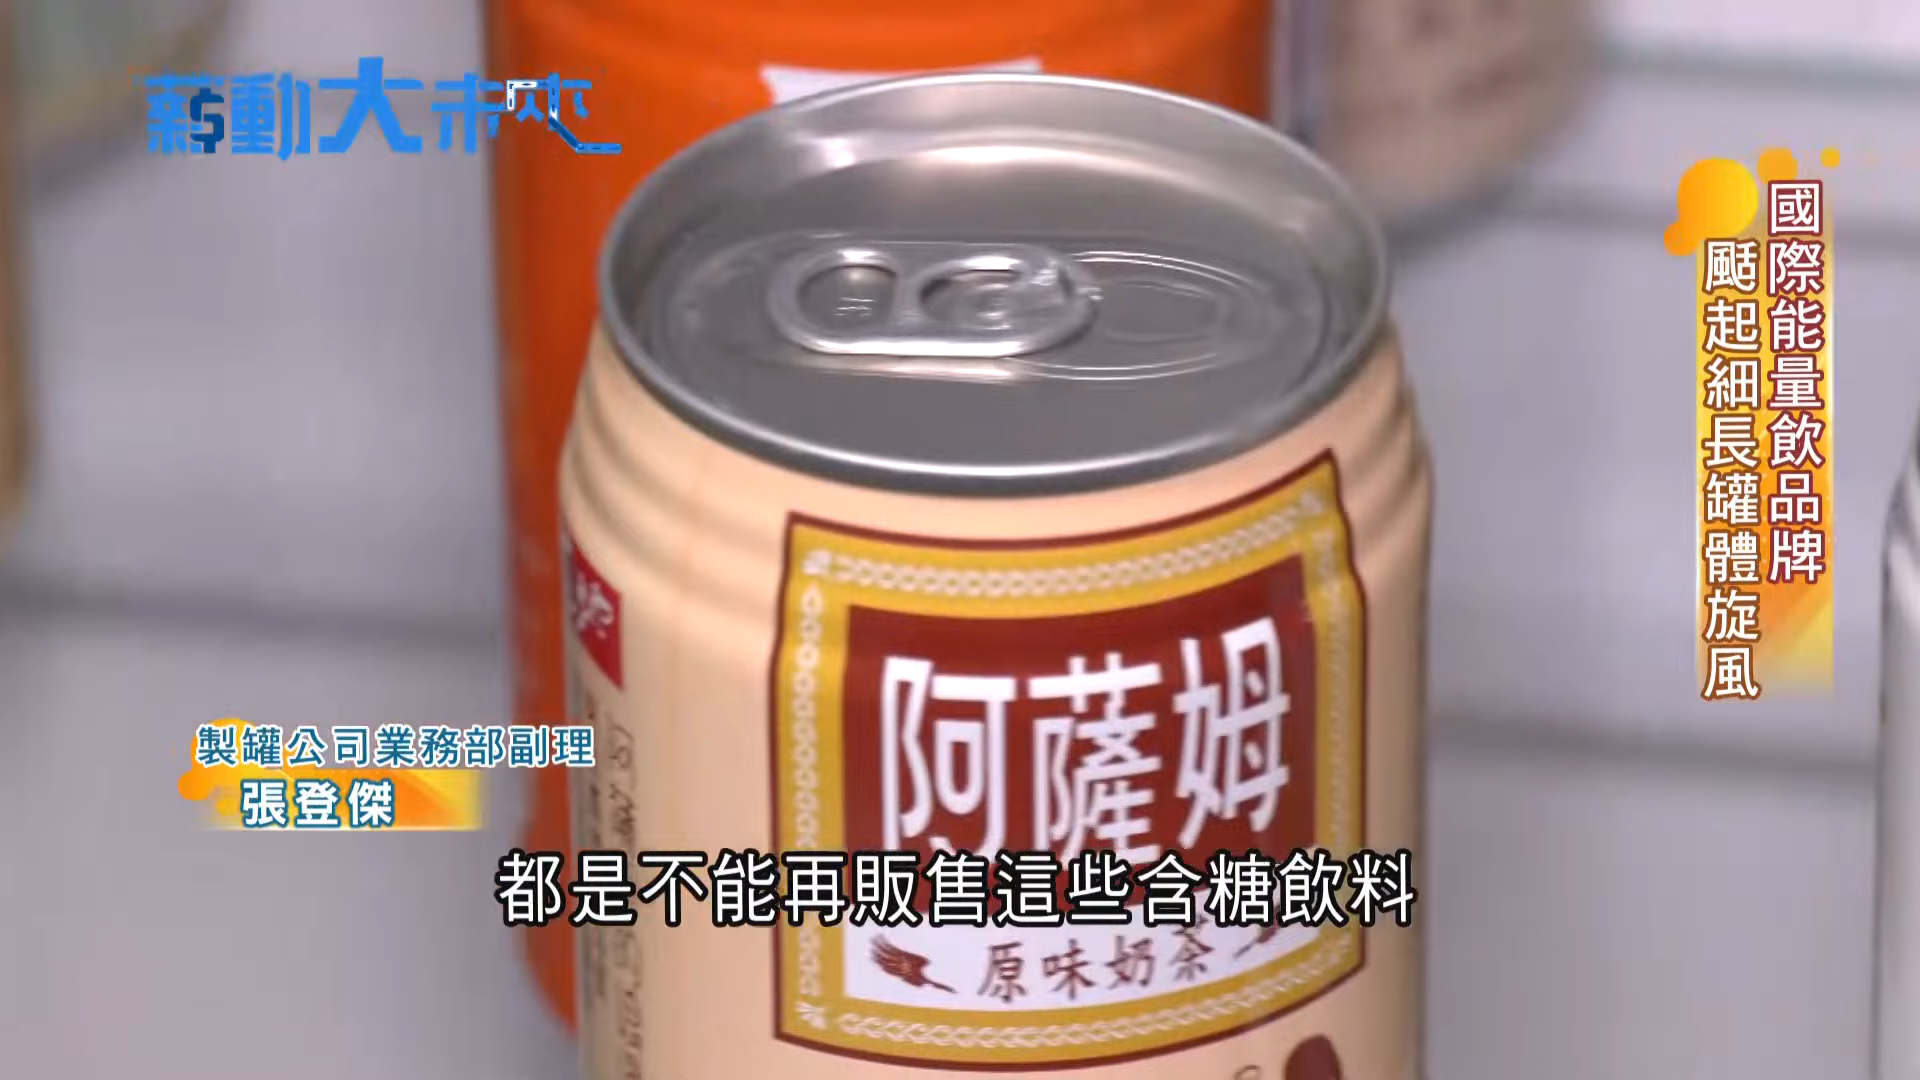 薪動大未來
國際能量飲品牌
颳起細長罐體旋風
阿薩姆
原味奶茶
製罐公司業務部副理
張登傑
都是不能再販售這些含糖飲料